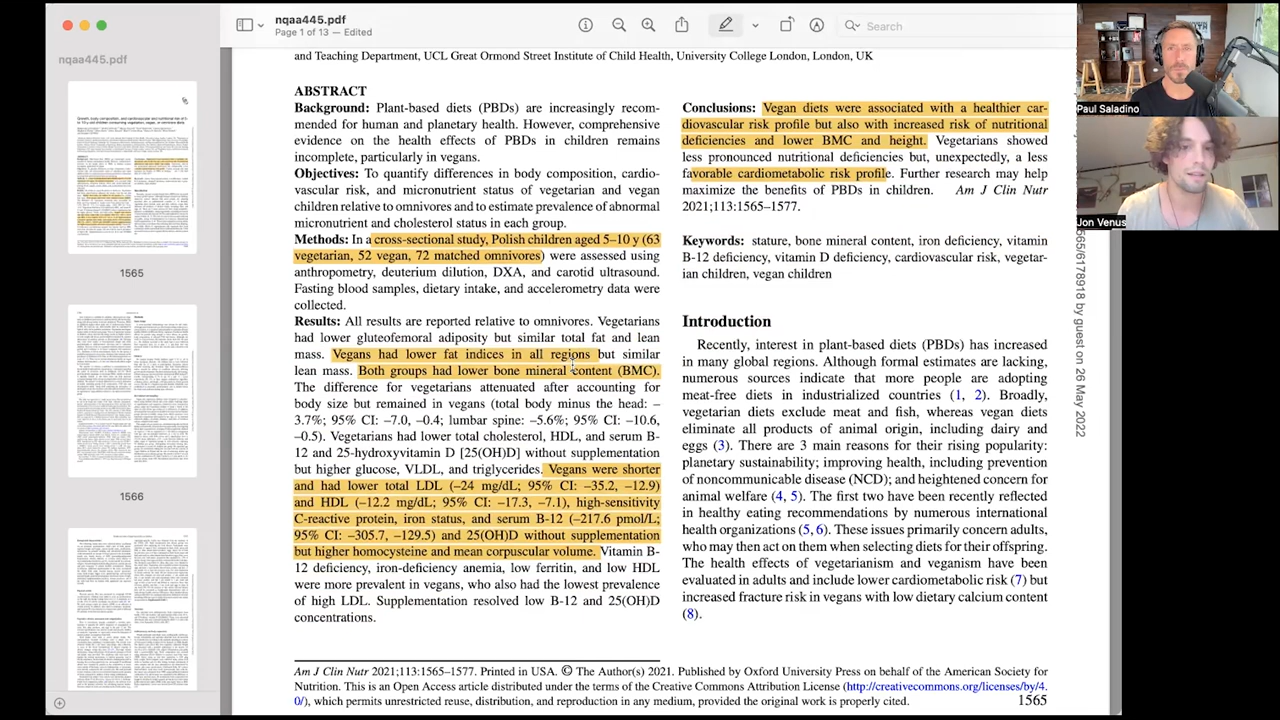 nqaa445.pdf
Page 1 of 13 — Edited
Search
nqaa445.pdf
1565
1566
and Teaching Department, UCL Great Ormond Street Institute of Child Health, University College London, London, UK
ABSTRACT
Background: Plant-based diets (PBDs) are increasingly recom-
mended for human and planetary health. However, comprehensive
evidence on the health effects of PBDs in children remains
incomplete, particularly in vegans.
Objectives: To quantify differences in body composition, cardio-
vascular risk, and micronutrient status of vegetarian and vegan
children relative to omnivores and to estimate prevalence of abnormal
micronutrient and cholesterol status in each group.
Methods: In a cross-sectional study, Polish children aged 5–10 y (63
vegetarian, 52 vegan, 72 matched omnivores) were assessed using
anthropometry, deuterium dilution, DXA, and carotid ultrasound.
Fasting blood samples, dietary intake, and accelerometry data were
collected.
Results: All results are reported relative to omnivores. Vegetarians
had lower gluteofemoral adiposity but similar total fat and lean
mass. Vegans had lower fat indices in all regions but similar
lean mass. Both groups had lower bone mineral content (BMC).
The difference for vegetarians attenuated after accounting for
body size but remained in vegans (total body minus the head: –
3.7%; 95% CI: –7.0, –0.4; lumbar spine: –5.6%; 95% CI: –10.6,
–0.5). Vegetarians had lower total cholesterol, HDL, and serum B-
12 and 25-hydroxyvitamin D [25(OH)D] without supplementation
but higher glucose, VLDL, and triglycerides. Vegans were shorter
and had lower total LDL (–24 mg/dL; 95% CI: –35.2, –12.9)
and HDL (–12.2 mg/dL; 95% CI: –17.3, –7.1), high-sensitivity
C-reactive protein, iron status, and serum B-12 (–217.6 pmol/L;
95% CI: –305.7, –129.5) and 25(OH)D without supplementation
but higher homocysteine and mean corpuscular volume. Vitamin B-
12 deficiency, iron-deficiency anemia, low ferritin, and low HDL
were more prevalent in vegans, who also had the lowest prevalence
of high LDL. Supplementation resolved low B-12 and 25(OH)D
concentrations.
Conclusions: Vegan diets were associated with a healthier car-
diovascular risk profile but also with increased risk of nutritional
deficiencies and lower BMC and height. Vegetarians showed
less pronounced nutritional deficiencies but, unexpectedly, a less
favorable cardiometabolic risk profile. Further research may help
maximize the benefits of PBDs in children. Am J Clin Nutr
2021;113:1565–1577.
Keywords: stature, bone mineral content, iron deficiency, vitamin
B-12 deficiency, vitamin D deficiency, cardiovascular risk, vegetar-
ian children, vegan children
Introduction
Recently, interest in plant-based diets (PBDs) has increased
in many global regions. Although formal estimates are lacking,
numerous sources indicate that more people are adopting
meat-free diets in industrialized countries (1, 2). Broadly,
vegetarian diets exclude meat and fish whereas vegan diets
eliminate all products of animal origin, including dairy and
eggs (3). There are 3 main reasons for their rising popularity:
planetary sustainability; improving health, including prevention
of noncommunicable disease (NCD); and heightened concern for
animal welfare (4, 5). The first two have been recently reflected
in healthy eating recommendations by numerous international
health organizations (5, 6). These issues primarily concern adults,
who may then act on them when selecting diets for their offspring.
The health effects of vegetarianism and veganism have been
evaluated in adults and include lower cardiometabolic risk (7) but
increased fracture risk in vegans with low dietary calcium content
(8).
Am J Clin Nutr 2021;113:1565–1577. Printed in USA. © The Author(s) 2021. Published by Oxford University Press on behalf of the American Society for
Nutrition. This is an Open Access article distributed under the terms of the Creative Commons Attribution License (http://creativecommons.org/licenses/by/4.
0/), which permits unrestricted reuse, distribution, and reproduction in any medium, provided the original work is properly cited.
1565
565/6178918 by guest on 26 May 2022
Paul Saladino
Jon Venus